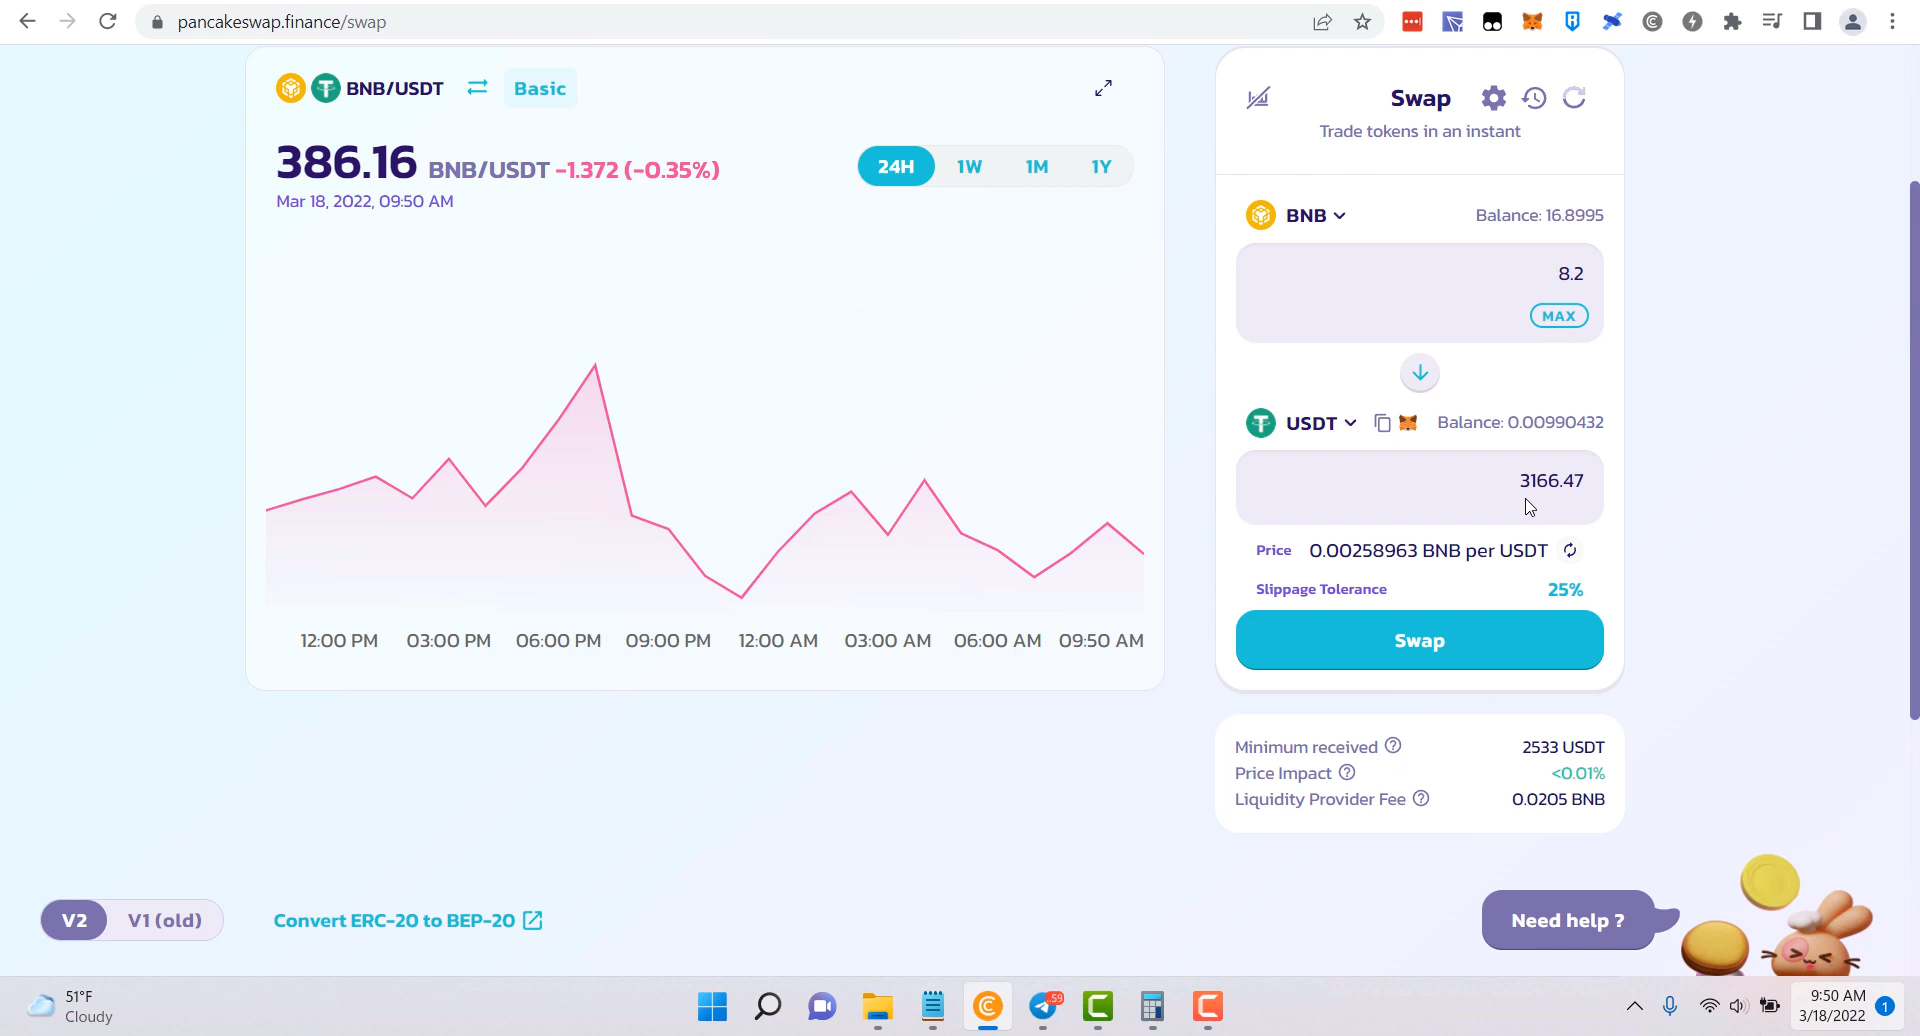 pancakeswap.finance/swap
BNB/USDT
Basic
386.16 BNB/USDT -1.372 (-0.35%)
Mar 18, 2022, 09:50 AM
24H 1W 1M 1Y
12:00 PM 03:00 PM 06:00 PM 09:00 PM 12:00 AM 03:00 AM 06:00 AM 09:50 AM
Swap
Trade tokens in an instant
BNB
Balance: 16.8995
8.2
MAX
USDT
Balance: 0.00990432
3166.47
Price 0.00258963 BNB per USDT
Slippage Tolerance 25%
Swap
Minimum received 2533 USDT
Price Impact <0.01%
Liquidity Provider Fee 0.0205 BNB
V2 V1 (old)
Convert ERC-20 to BEP-20
Need help ?
51°F
Cloudy
59
9:50 AM
3/18/2022
1